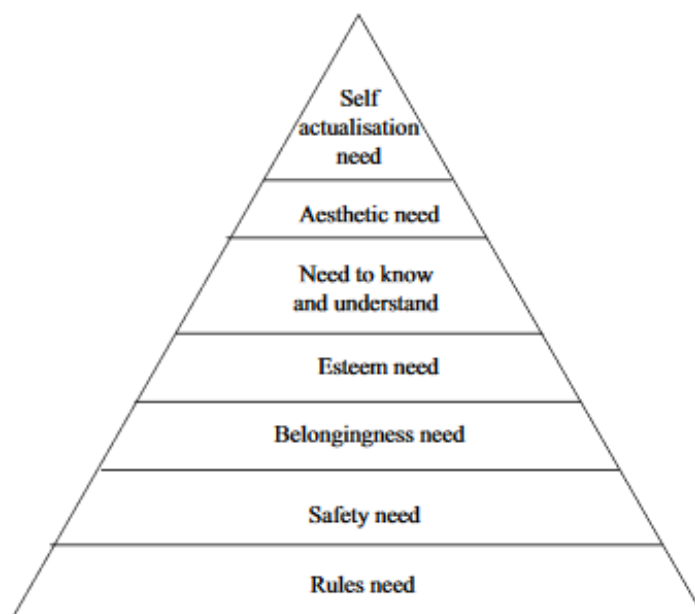 Self
actualisation
need
Aesthetic need
Need to know
and understand
Esteem need
Belongingness need
Safety need
Rules need